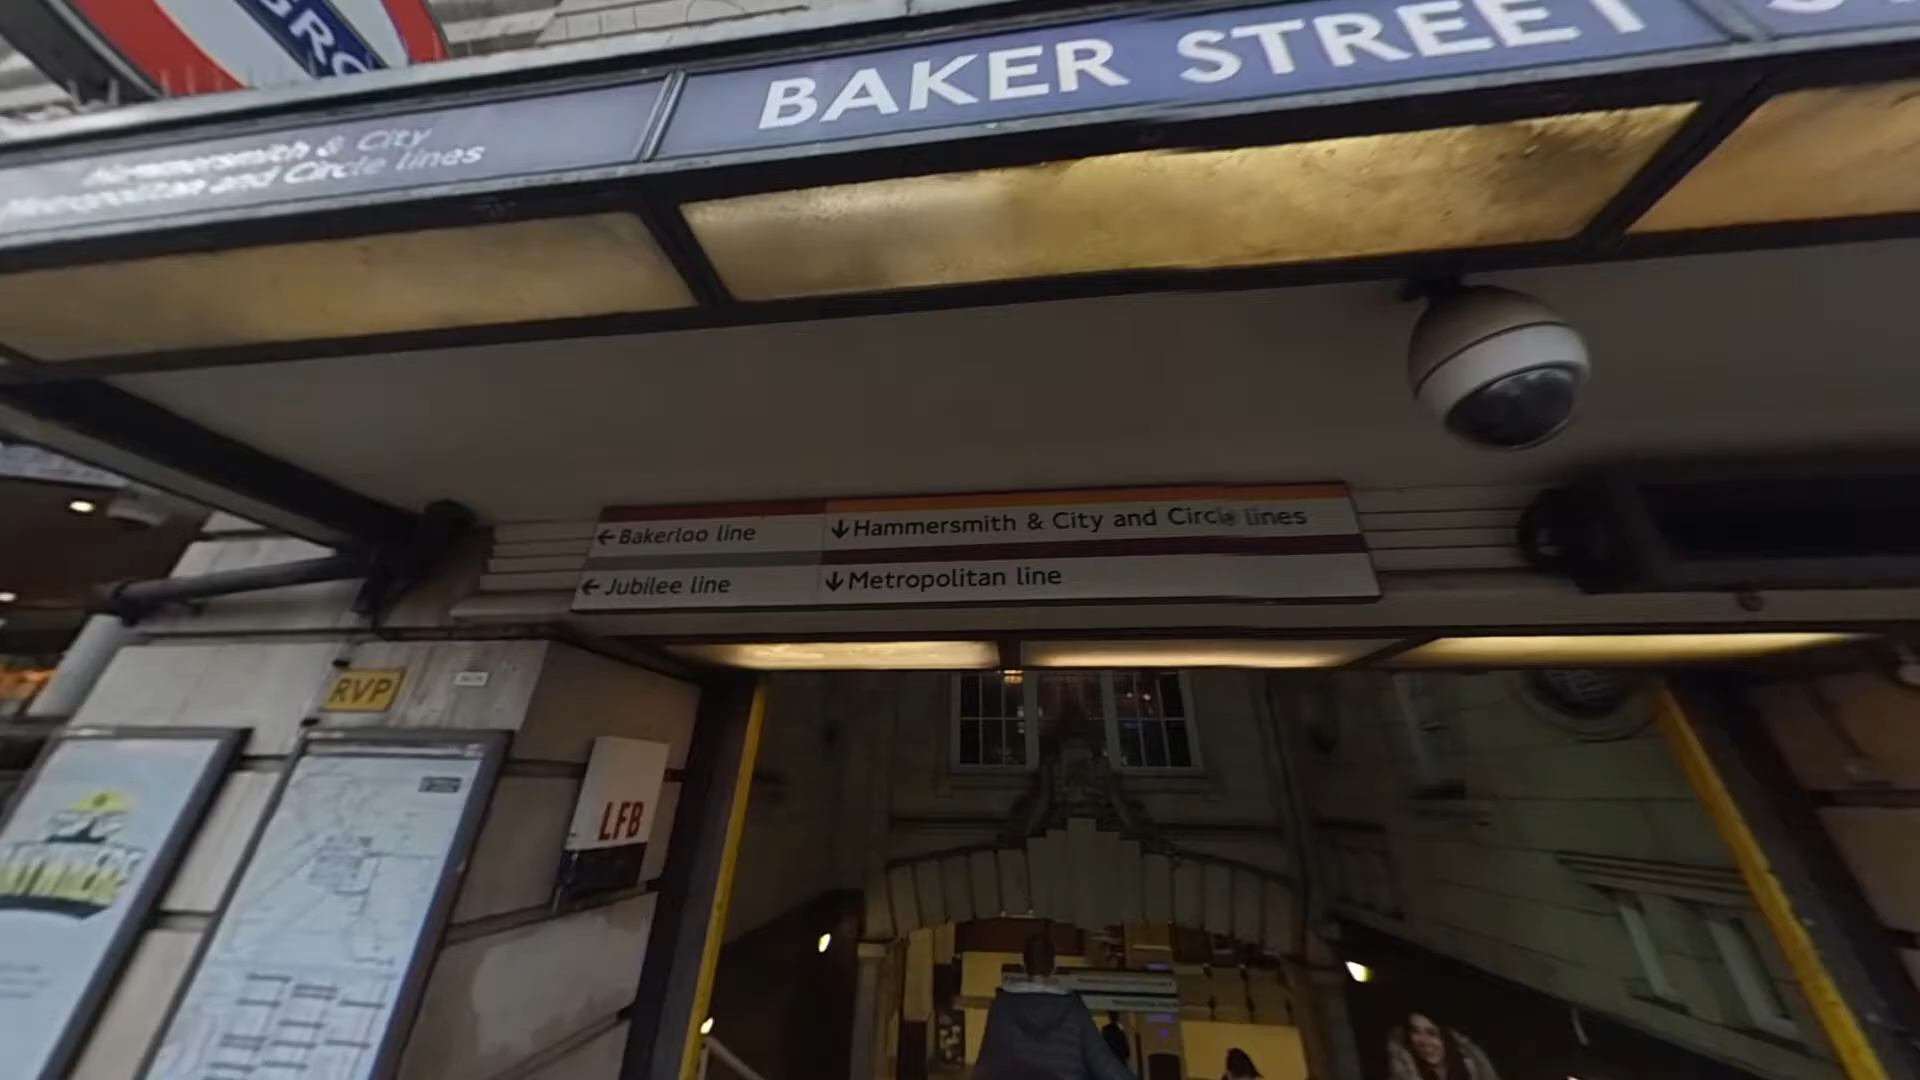 GRO
BAKER STREET
Hammersmith & City
Metropolitan and Circle lines
← Bakerloo line
↓ Hammersmith & City and Circle lines
← Jubilee line
↓ Metropolitan line
RVP
LFB